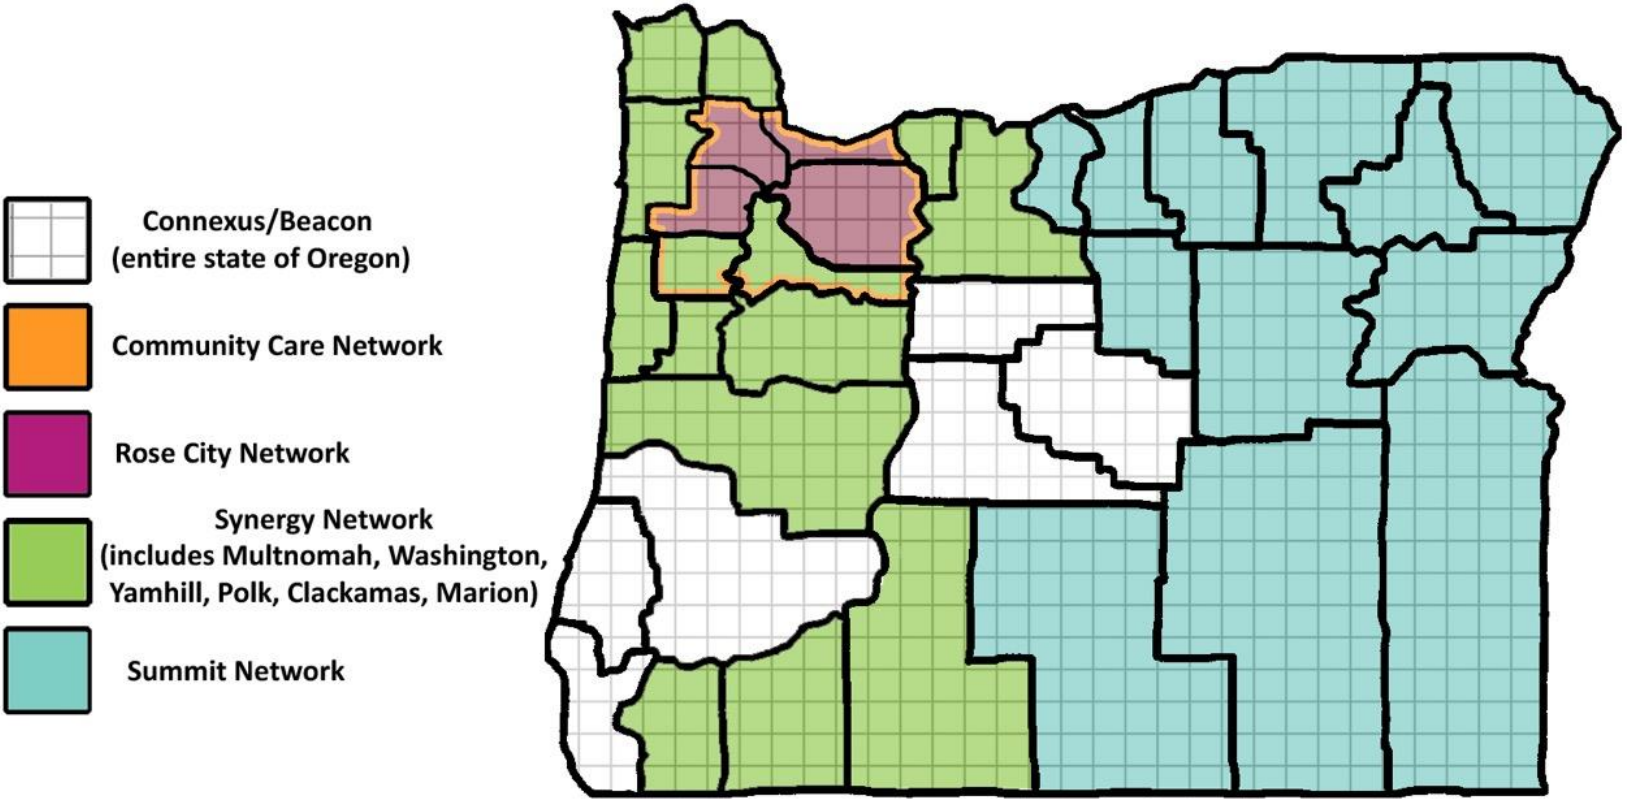 Connexus/Beacon
(entire state of Oregon)
Community Care Network
Rose City Network
Synergy Network
(includes Multnomah, Washington,
Yamhill, Polk, Clackamas, Marion)
Summit Network